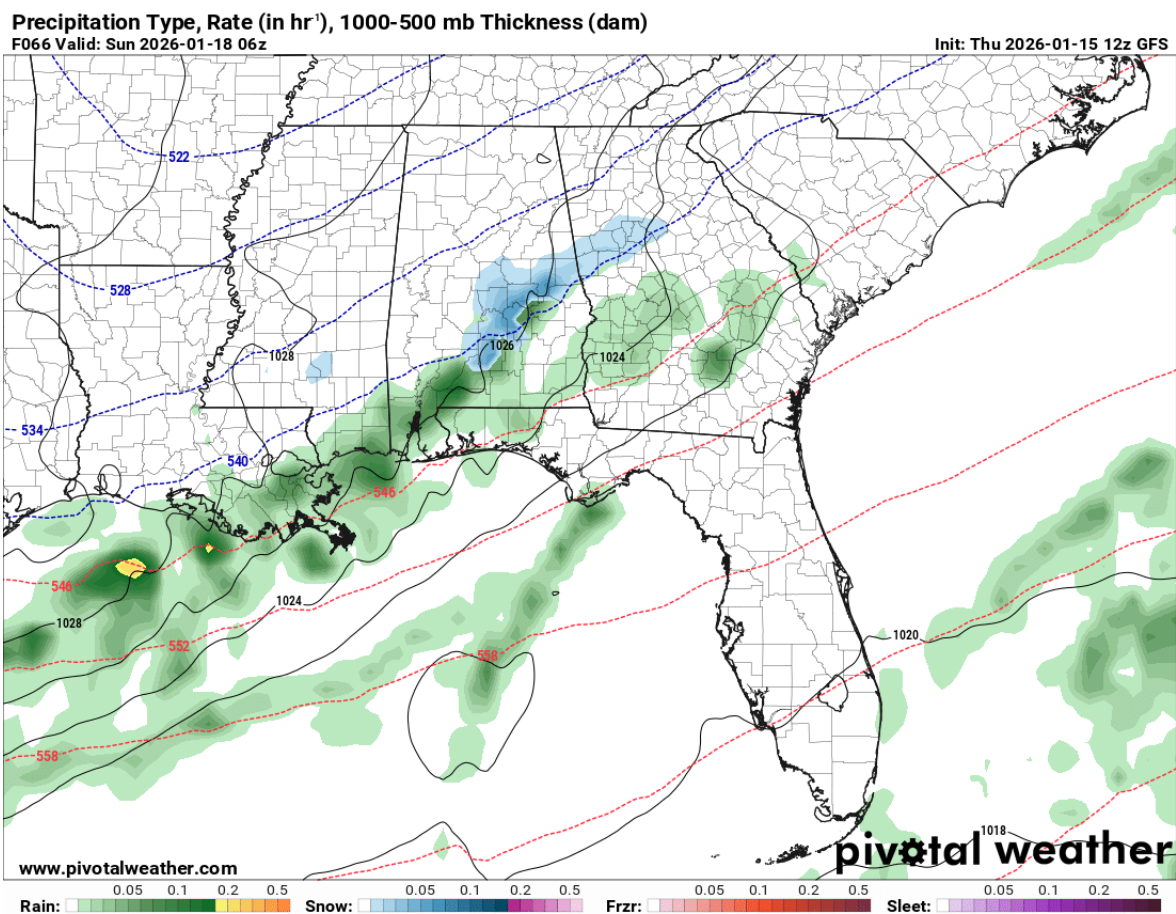 Precipitation Type, Rate (in hr⁻¹), 1000-500 mb Thickness (dam)
F066 Valid: Sun 2026-01-18 06z
Init: Thu 2026-01-15 12z GFS
522
528
1026
1028
1024
534
540
546
546
1024
1028
552
558
1020
558
1018
pivotal weather
www.pivotalweather.com
0.05 0.1 0.2 0.5 0.05 0.1 0.2 0.5 0.05 0.1 0.2 0.5 0.05 0.1 0.2 0.5
Rain: Snow: Frzr: Sleet: